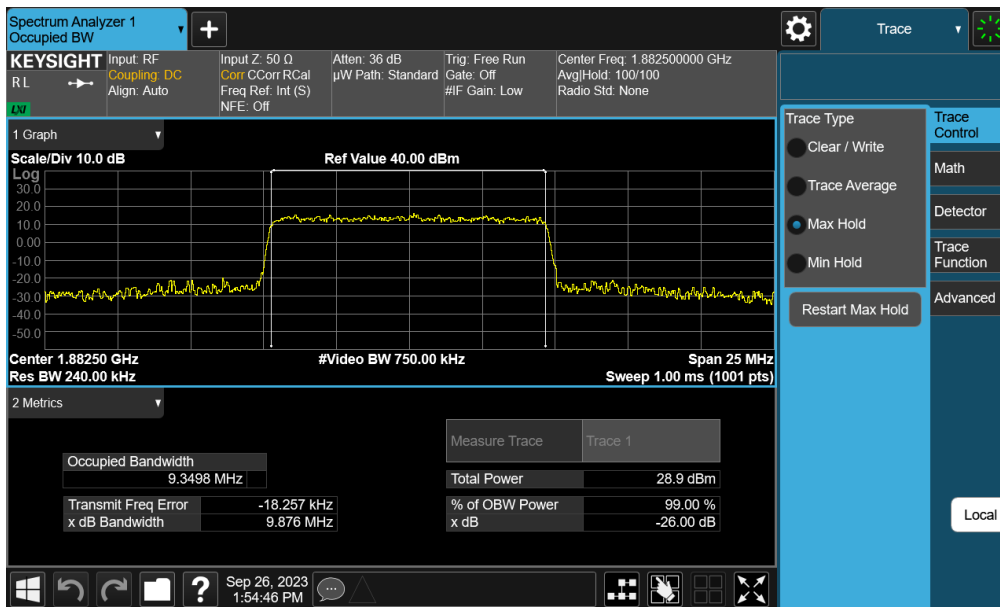 Spectrum Analyzer 1
Occupied BW
+
Trace
KEYSIGHT
R L
LXI
Input: RF
Coupling: DC
Align: Auto
Input Z: 50 Ω
Corr CCorr RCal
Freq Ref: Int (S)
NFE: Off
Atten: 36 dB
µW Path: Standard
Trig: Free Run
Gate: Off
#IF Gain: Low
Center Freq: 1.882500000 GHz
Avg|Hold: 100/100
Radio Std: None
1 Graph
Scale/Div 10.0 dB
Ref Value 40.00 dBm
Log
30.0
20.0
10.0
0.00
-10.0
-20.0
-30.0
-40.0
-50.0
Center 1.88250 GHz
#Video BW 750.00 kHz
Span 25 MHz
Res BW 240.00 kHz
Sweep 1.00 ms (1001 pts)
2 Metrics
Measure Trace
Trace 1
Occupied Bandwidth
9.3498 MHz
Total Power
28.9 dBm
Transmit Freq Error
-18.257 kHz
% of OBW Power
99.00 %
x dB Bandwidth
9.876 MHz
x dB
-26.00 dB
Trace Type
Clear / Write
Trace Average
Max Hold
Min Hold
Restart Max Hold
Trace
Control
Math
Detector
Trace
Function
Advanced
Local
?
Sep 26, 2023
1:54:46 PM